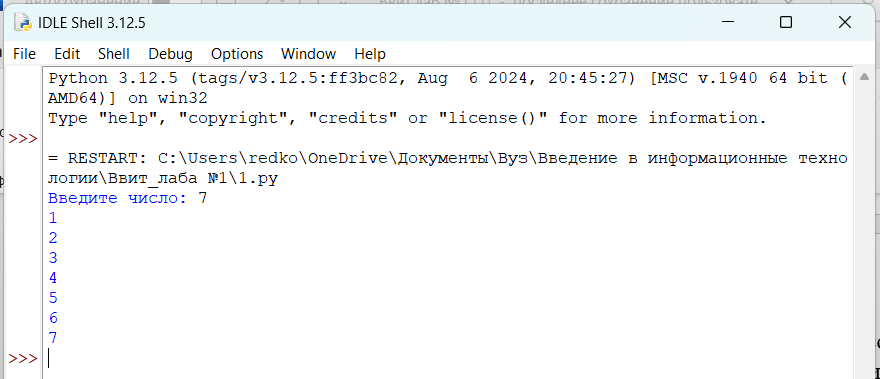 IDLE Shell 3.12.5
File Edit Shell Debug Options Window Help
Python 3.12.5 (tags/v3.12.5:ff3bc82, Aug  6 2024, 20:45:27) [MSC v.1940 64 bit (
AMD64)] on win32
Type "help", "copyright", "credits" or "license()" for more information.
>>>
= RESTART: C:\Users\redko\OneDrive\Документы\Вуз\Введение в информационные техно
логии\Ввит_лаба №1\1.py
Введите число: 7
1
2
3
4
5
6
7
>>>